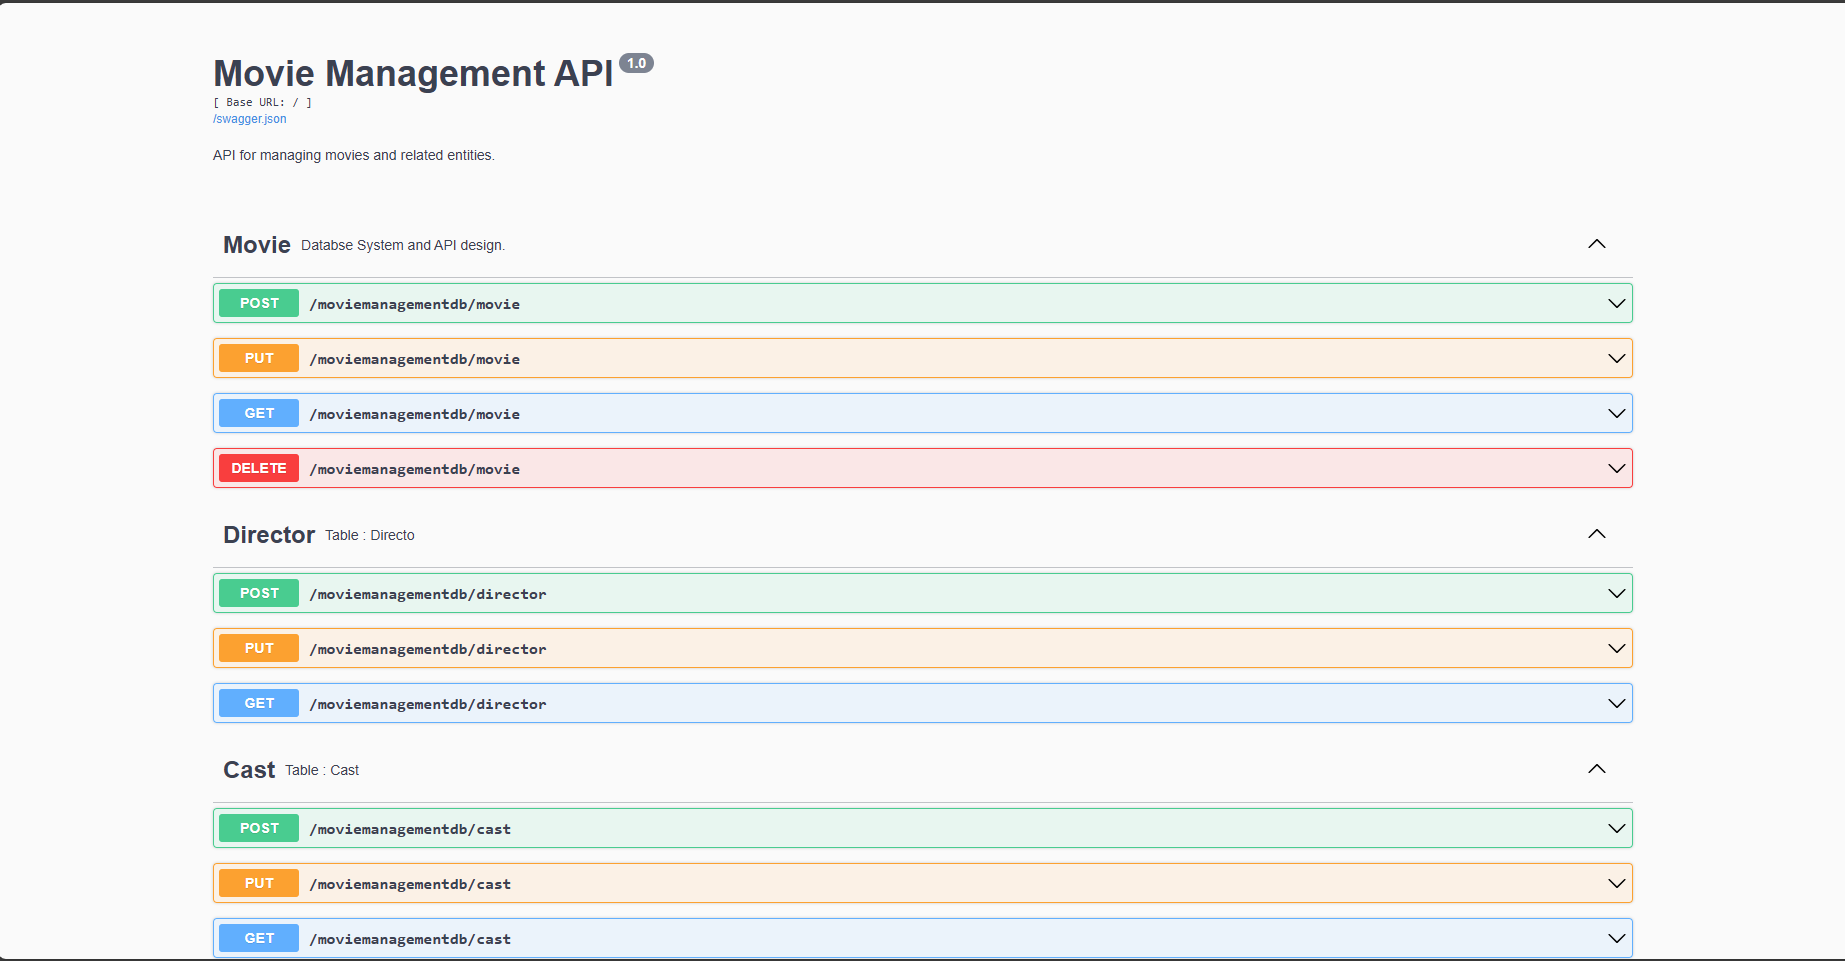 Movie Management API 1.0
[ Base URL: / ]
/swagger.json
API for managing movies and related entities.
Movie Databse System and API design.
POST /moviemanagementdb/movie
PUT /moviemanagementdb/movie
GET /moviemanagementdb/movie
DELETE /moviemanagementdb/movie
Director Table : Directo
POST /moviemanagementdb/director
PUT /moviemanagementdb/director
GET /moviemanagementdb/director
Cast Table : Cast
POST /moviemanagementdb/cast
PUT /moviemanagementdb/cast
GET /moviemanagementdb/cast